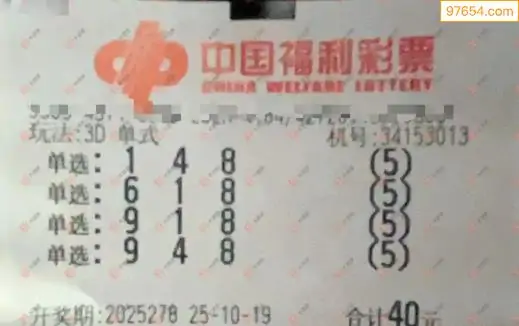 97654.com
中国福利彩票
CHINA WELFARE LOTTERY
玩法:3D 单式 机号:34153013
单选: 1 4 8 (5)
单选: 6 1 8 (5)
单选: 9 1 8 (5)
单选: 9 4 8 (5)
开奖期:2025278 25-10-19 合计40元